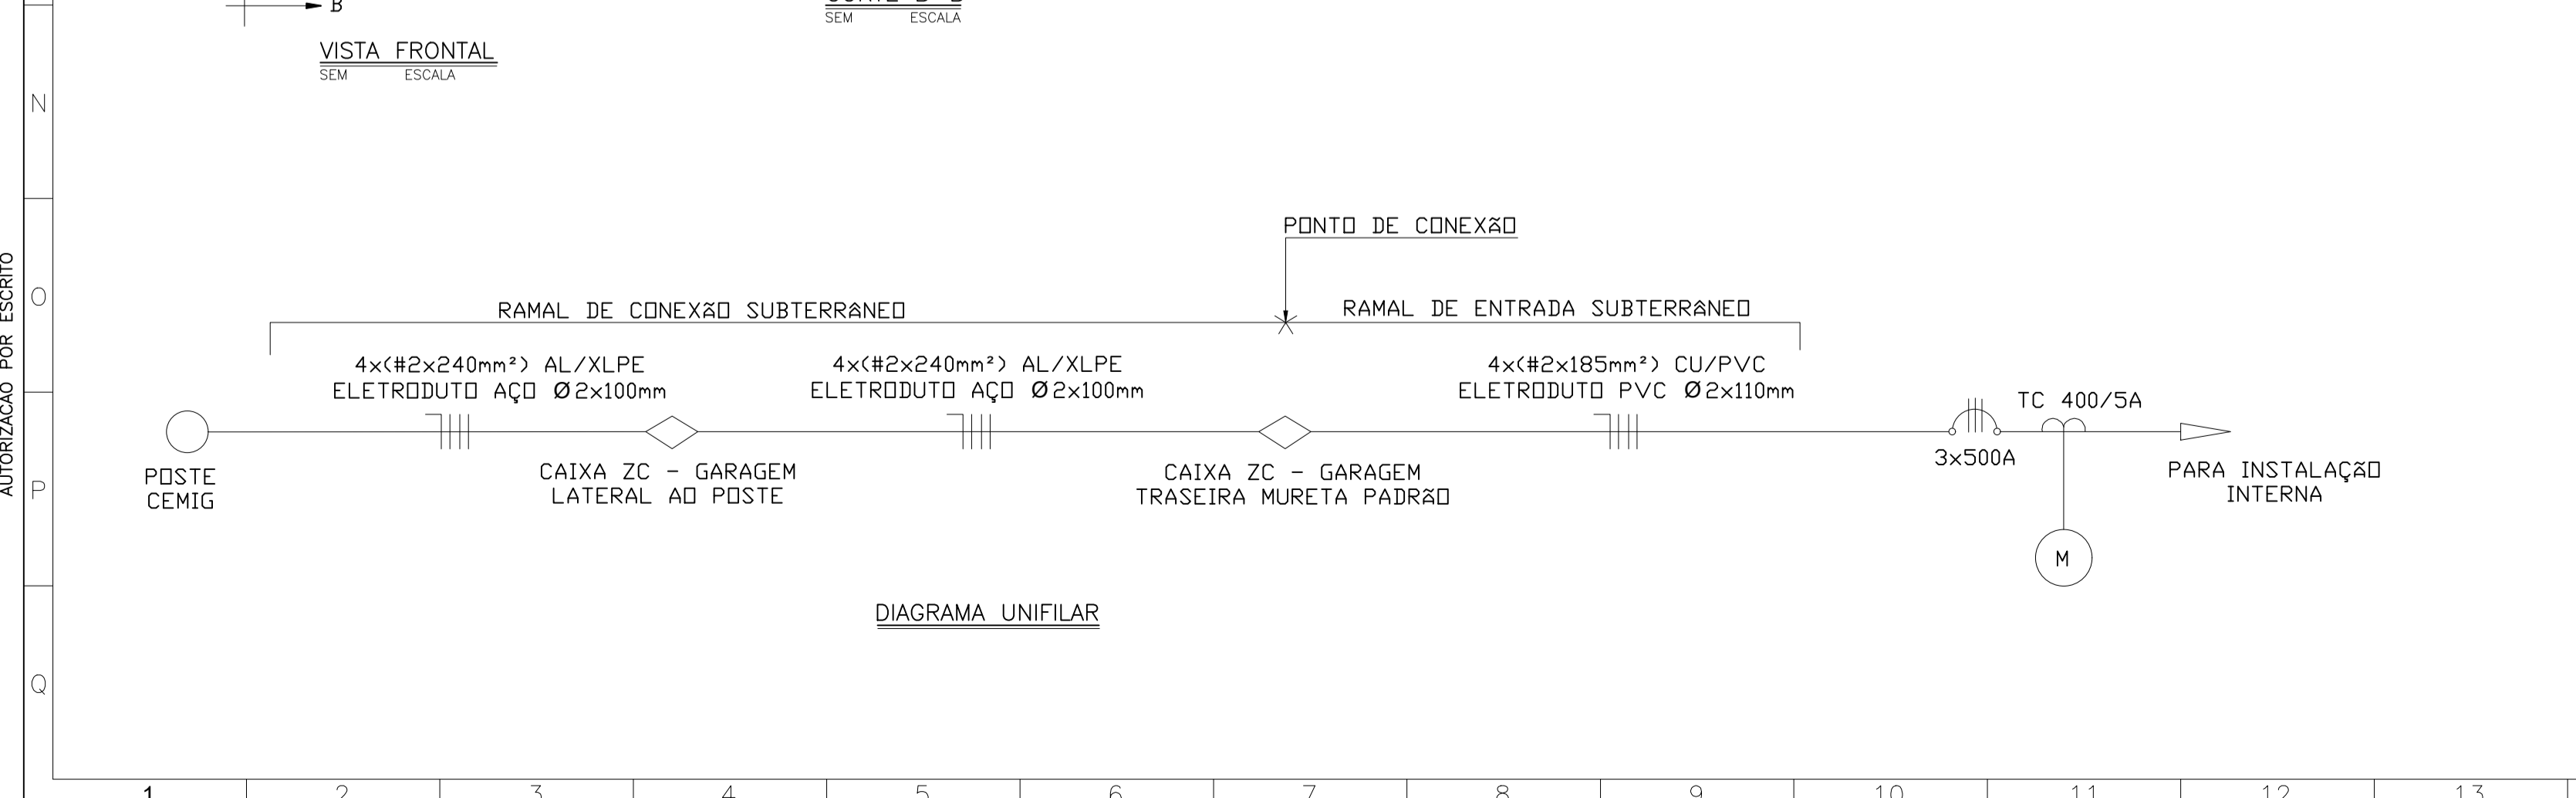 B
SEM ESCALA
VISTA FRONTAL
SEM ESCALA
N
O
P
Q
AUTORIZACAO POR ESCRITO
PONTO DE CONEXÃO
RAMAL DE CONEXÃO SUBTERRÂNEO
RAMAL DE ENTRADA SUBTERRÂNEO
4x(#2x240mm²) AL/XLPE
ELETRODUTO AÇO Ø2x100mm
4x(#2x240mm²) AL/XLPE
ELETRODUTO AÇO Ø2x100mm
4x(#2x185mm²) CU/PVC
ELETRODUTO PVC Ø2x110mm
TC 400/5A
3x500A
POSTE
CEMIG
CAIXA ZC - GARAGEM
LATERAL AO POSTE
CAIXA ZC - GARAGEM
TRASEIRA MURETA PADRÃO
PARA INSTALAÇÃO
INTERNA
M
DIAGRAMA UNIFILAR
1 2 3 4 5 6 7 8 9 10 11 12 13